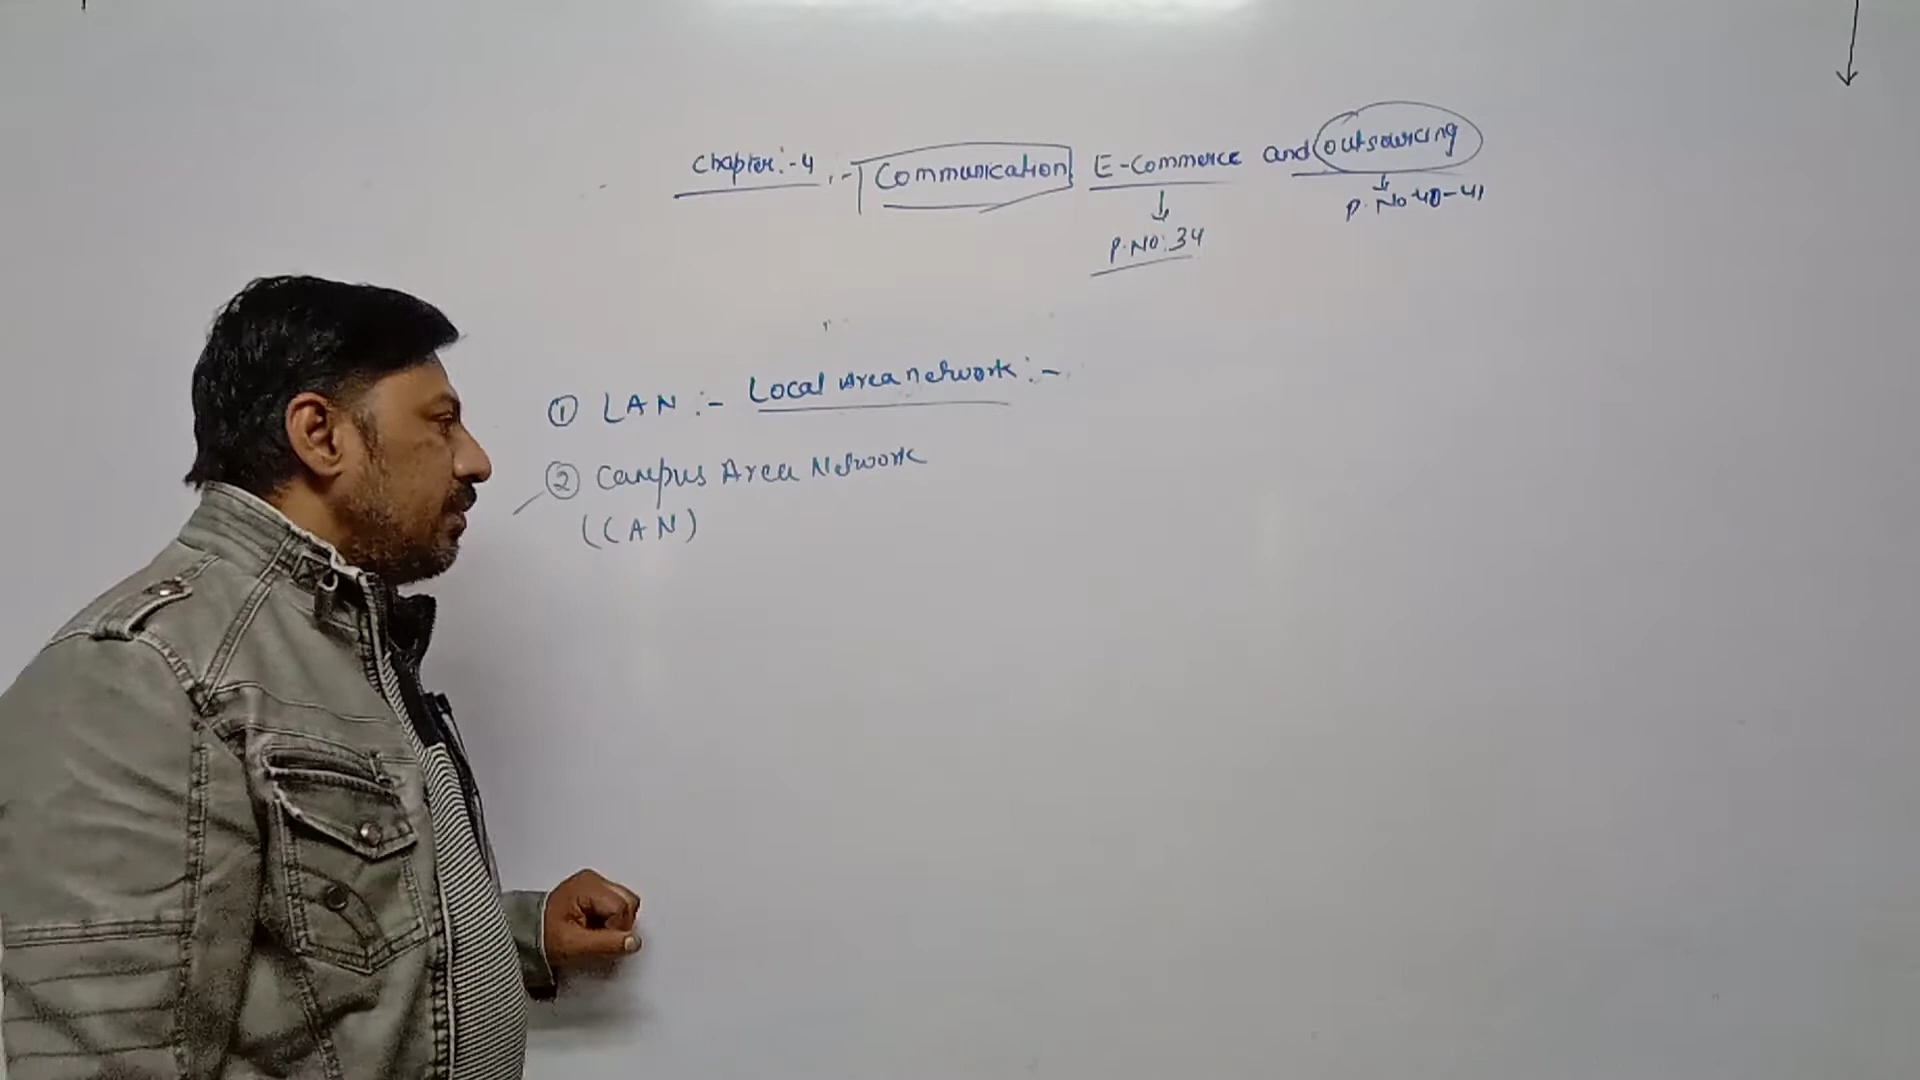 Chapter:-4 :- Communication E-Commerce and outsourcing
P.No:34
P.No 40-41
① LAN :- Local Area network :-
② Campus Area Network
(CAN)